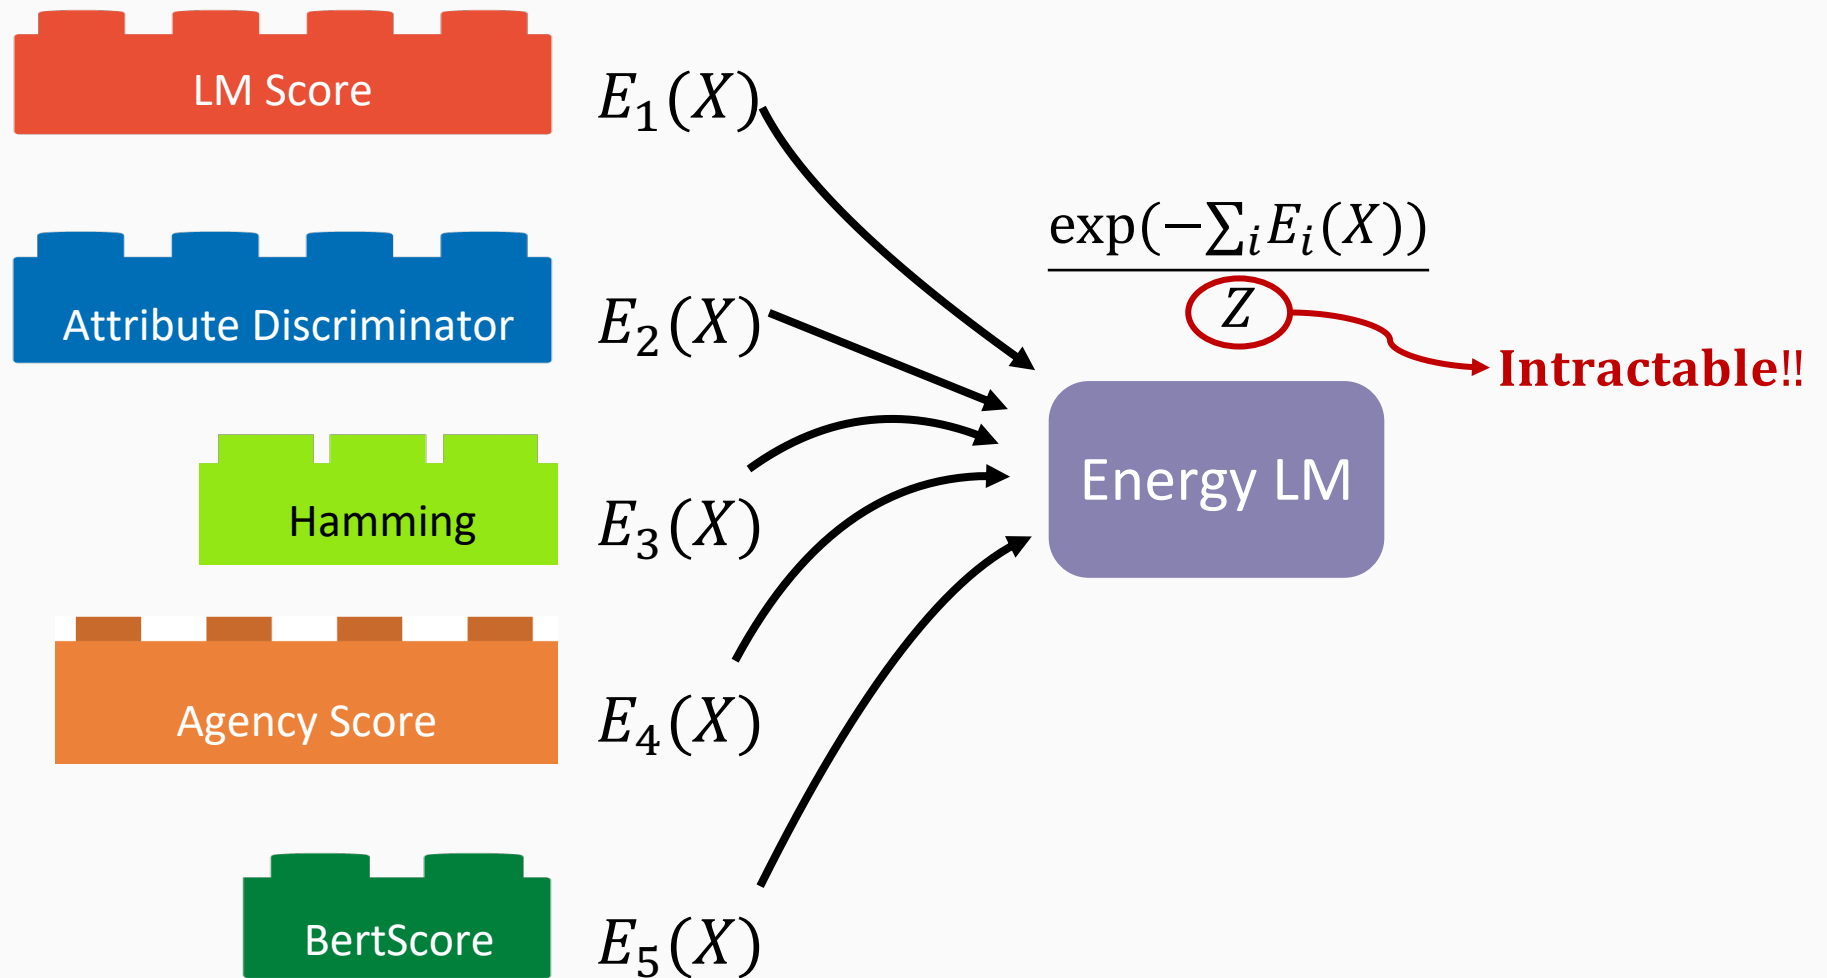 LM Score
E₁(X)
exp(−∑ᵢEᵢ(X))
Z
Attribute Discriminator
E₂(X)
Intractable!!
Energy LM
Hamming
E₃(X)
Agency Score
E₄(X)
BertScore
E₅(X)